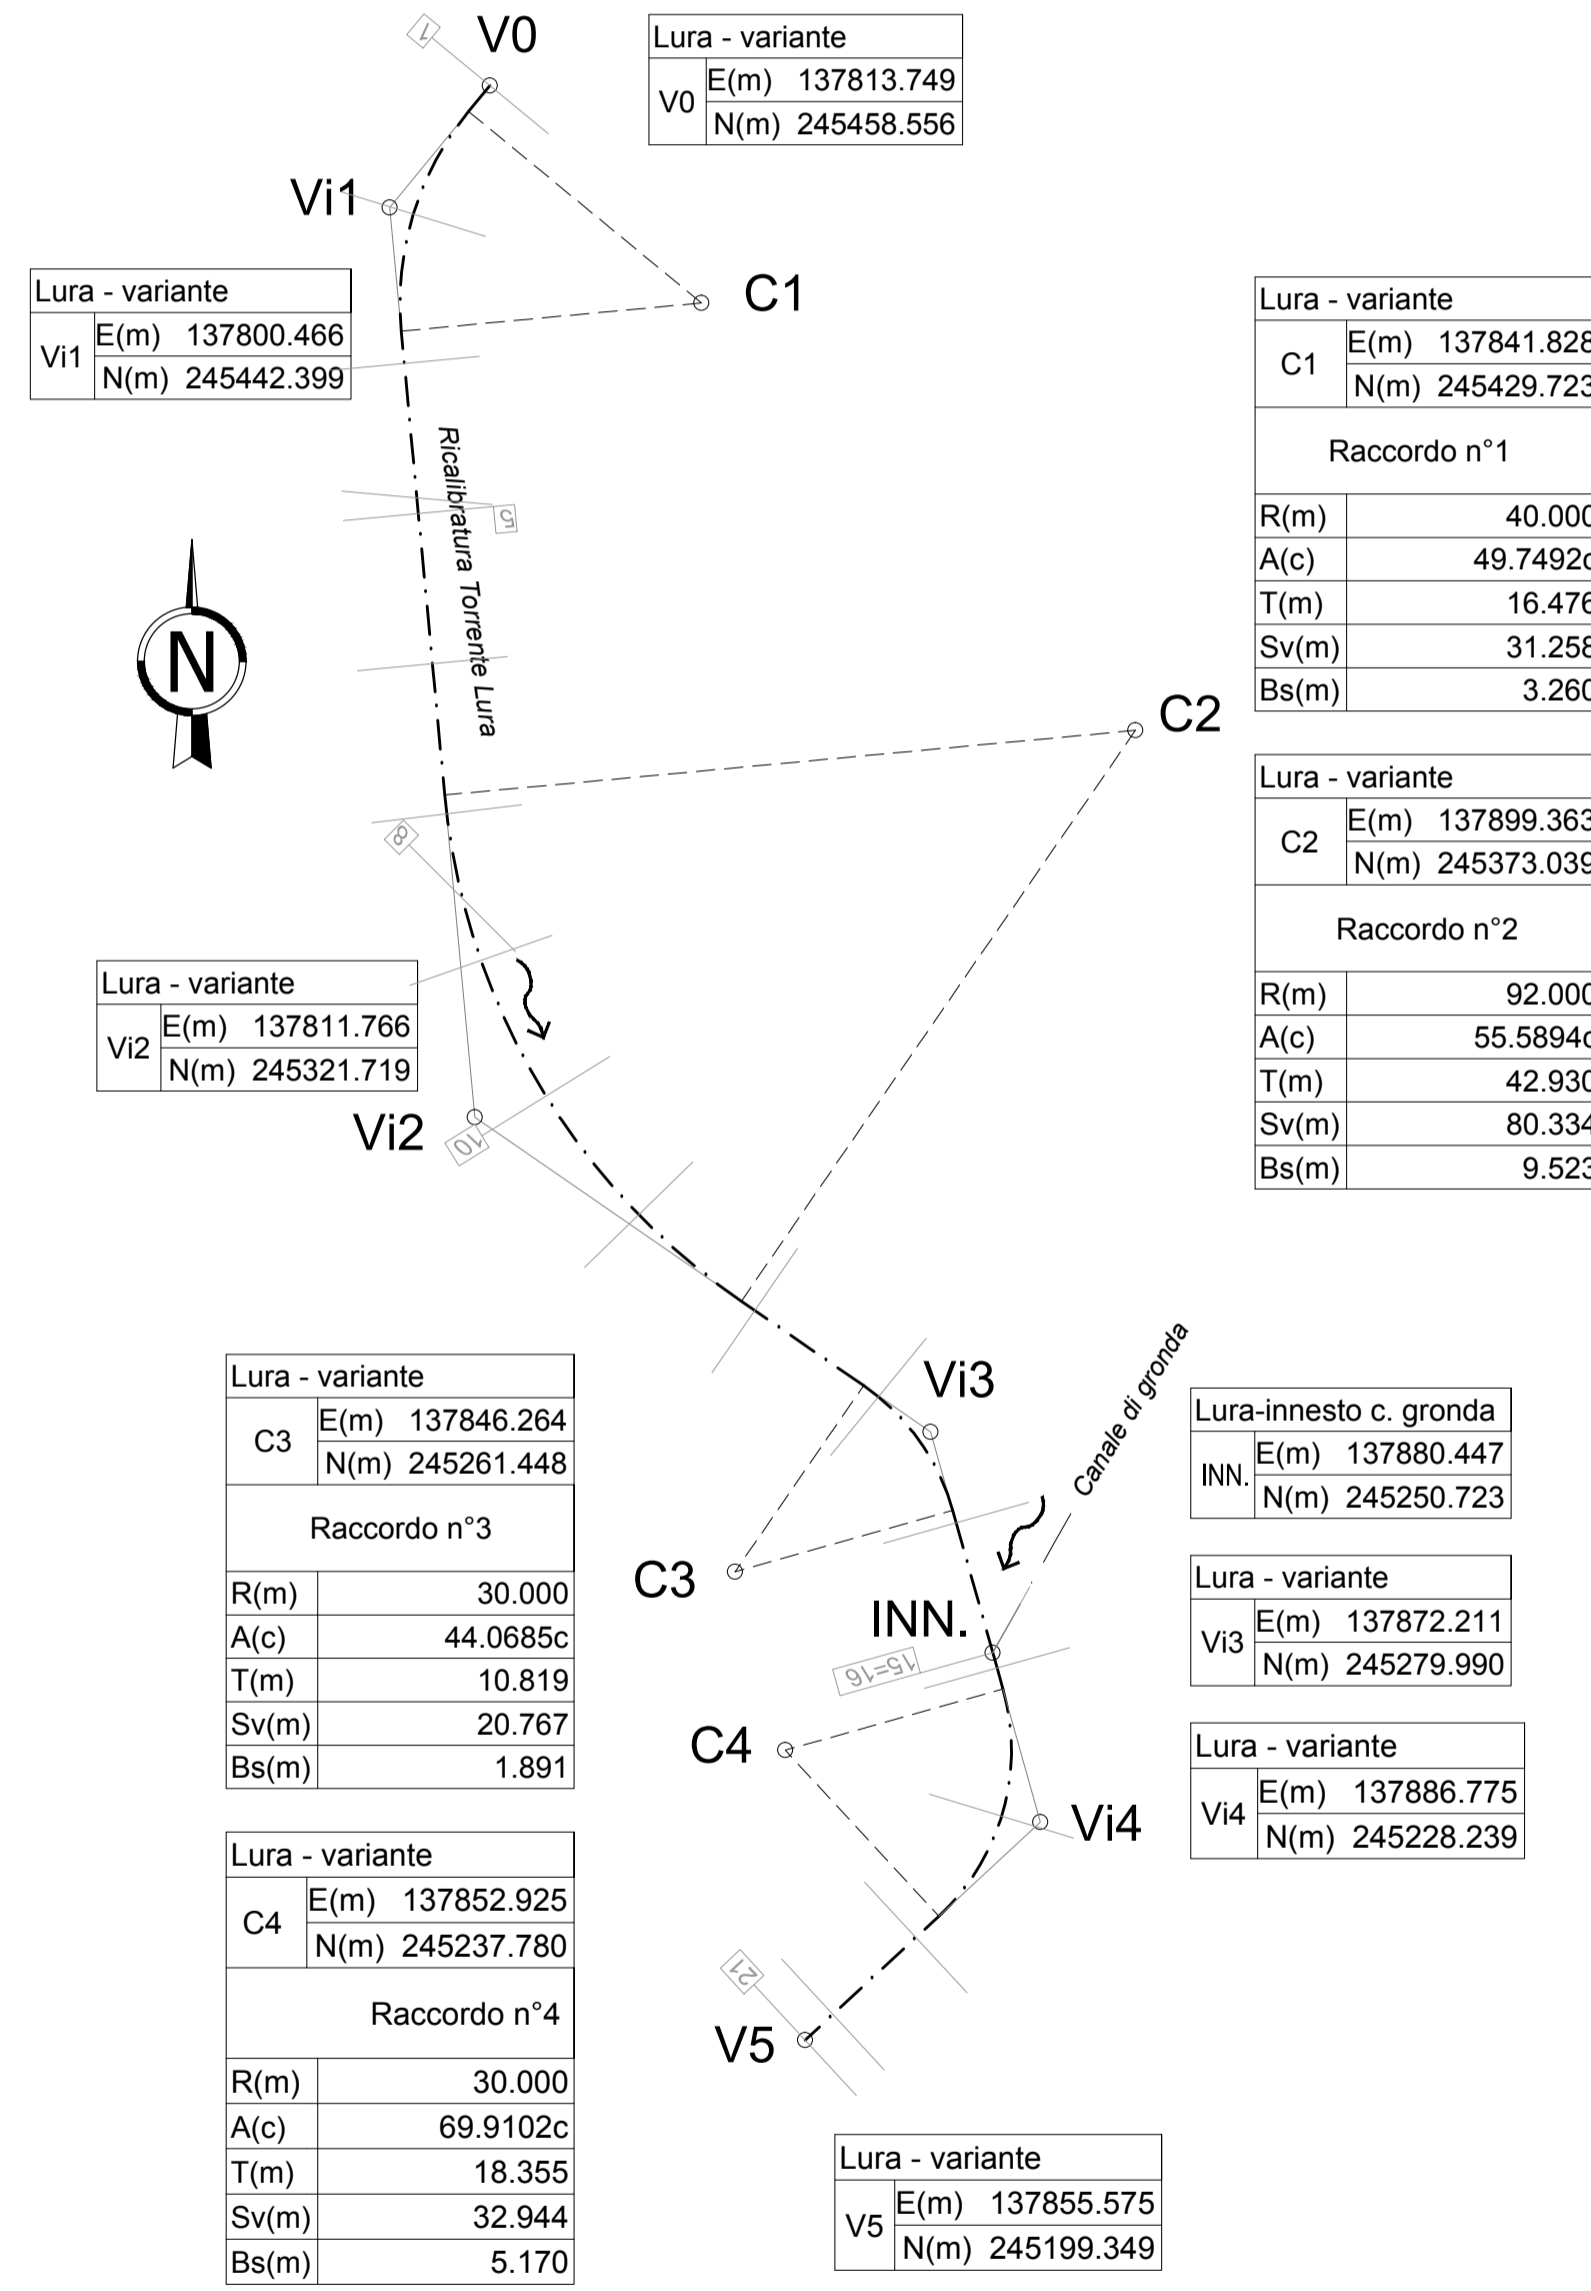 1
V0
Lura - variante
V0
E(m) 137813.749
N(m) 245458.556
Vi1
Lura - variante
Vi1
E(m) 137800.466
N(m) 245442.399
C1
Lura - variante
C1
E(m) 137841.828
N(m) 245429.723
Raccordo n°1
R(m) 40.000
A(c) 49.7492c
T(m) 16.476
Sv(m) 31.258
Bs(m) 3.260
Ricalibratura Torrente Lura
5
N
C2
Lura - variante
C2
E(m) 137899.363
N(m) 245373.039
Raccordo n°2
R(m) 92.000
A(c) 55.5894c
T(m) 42.930
Sv(m) 80.334
Bs(m) 9.523
8
Lura - variante
Vi2
E(m) 137811.766
N(m) 245321.719
Vi2
10
Lura - variante
C3
E(m) 137846.264
N(m) 245261.448
Raccordo n°3
R(m) 30.000
A(c) 44.0685c
T(m) 10.819
Sv(m) 20.767
Bs(m) 1.891
Vi3
Canale di gronda
Lura-innesto c. gronda
INN.
E(m) 137880.447
N(m) 245250.723
C3
INN.
15=16
Lura - variante
Vi3
E(m) 137872.211
N(m) 245279.990
C4
Vi4
Lura - variante
Vi4
E(m) 137886.775
N(m) 245228.239
Lura - variante
C4
E(m) 137852.925
N(m) 245237.780
Raccordo n°4
R(m) 30.000
A(c) 69.9102c
T(m) 18.355
Sv(m) 32.944
Bs(m) 5.170
21
V5
Lura - variante
V5
E(m) 137855.575
N(m) 245199.349